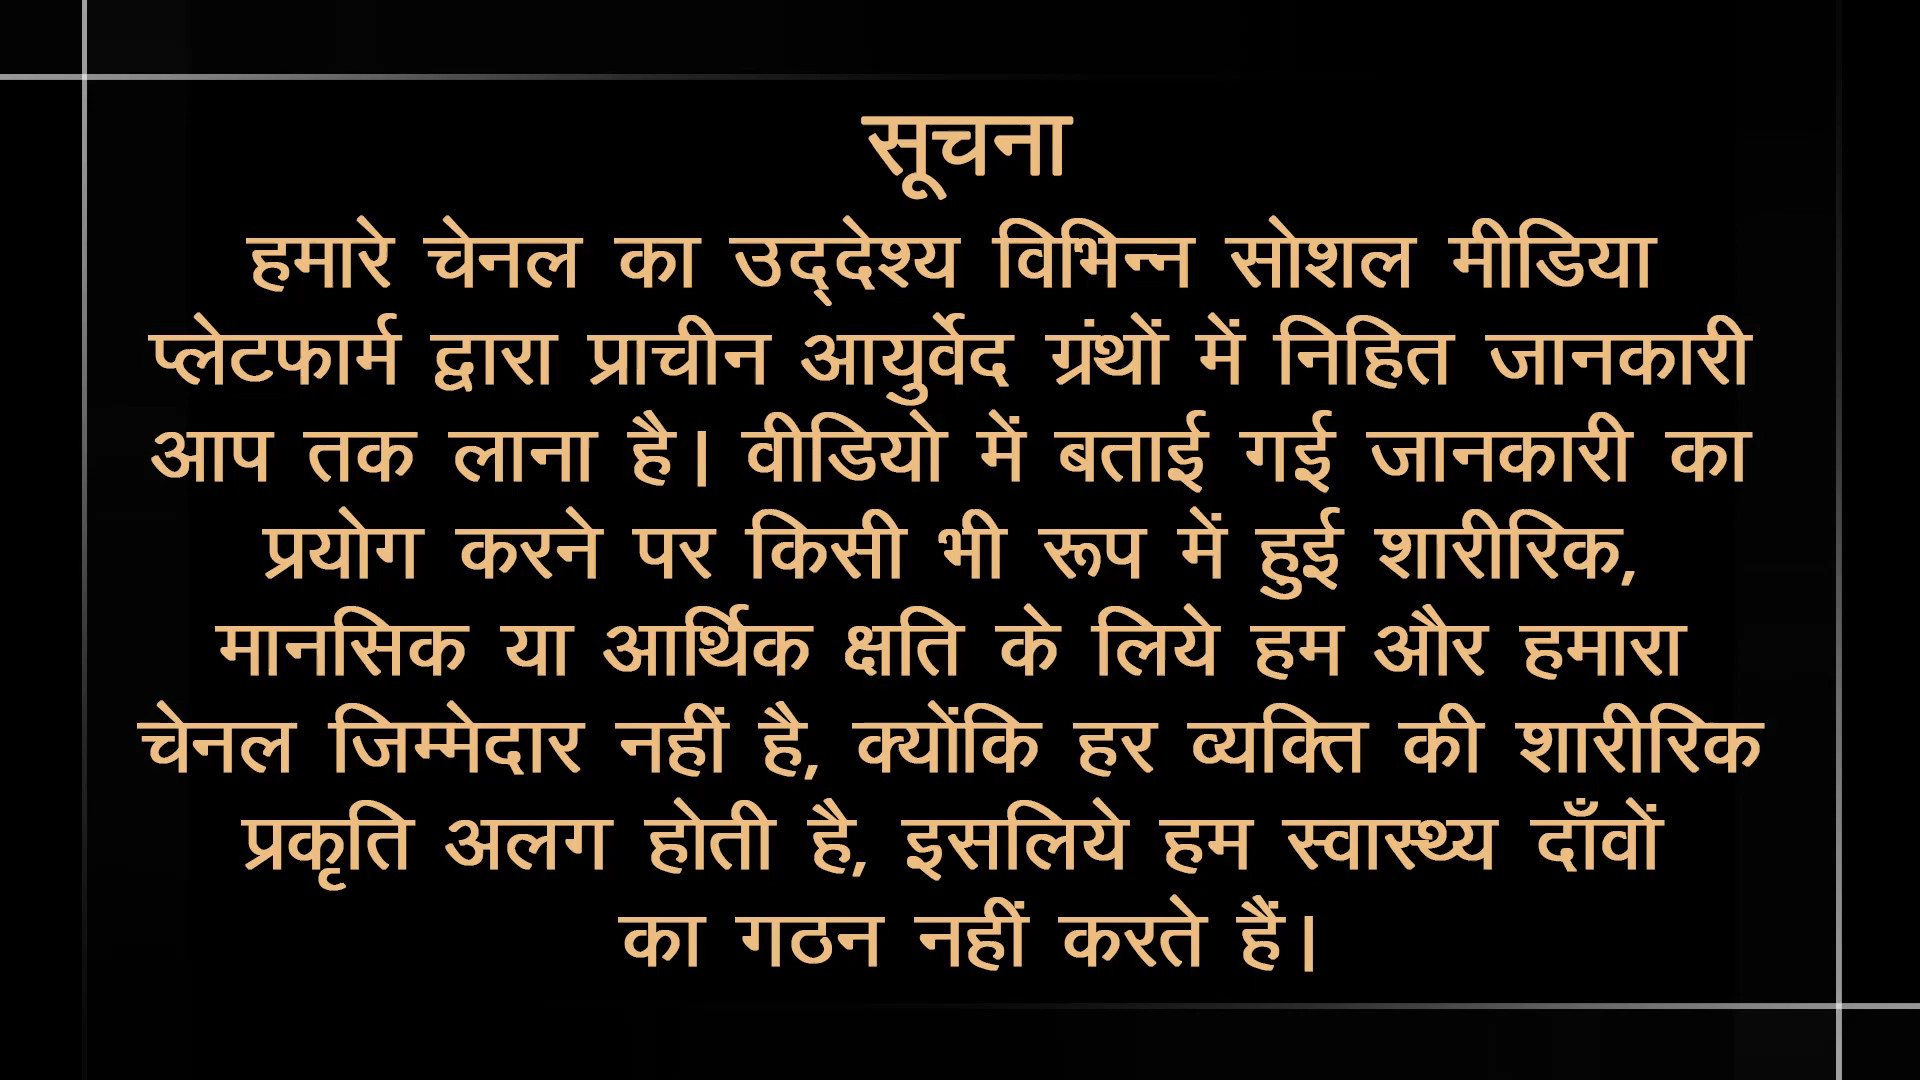 सूचना
हमारे चेनल का उद्‌देश्य विभिन्न सोशल मीडिया
प्लेटफार्म द्वारा प्राचीन आयुर्वेद ग्रंथों में निहित जानकारी
आप तक लाना है। वीडियो में बताई गई जानकारी का
प्रयोग करने पर किसी भी रूप में हुई शारीरिक,
मानसिक या आर्थिक क्षति के लिये हम और हमारा
चेनल जिम्मेदार नहीं है, क्योंकि हर व्यक्ति की शारीरिक
प्रकृति अलग होती है, इसलिये हम स्वास्थ्य दाँवों
का गठन नहीं करते हैं।